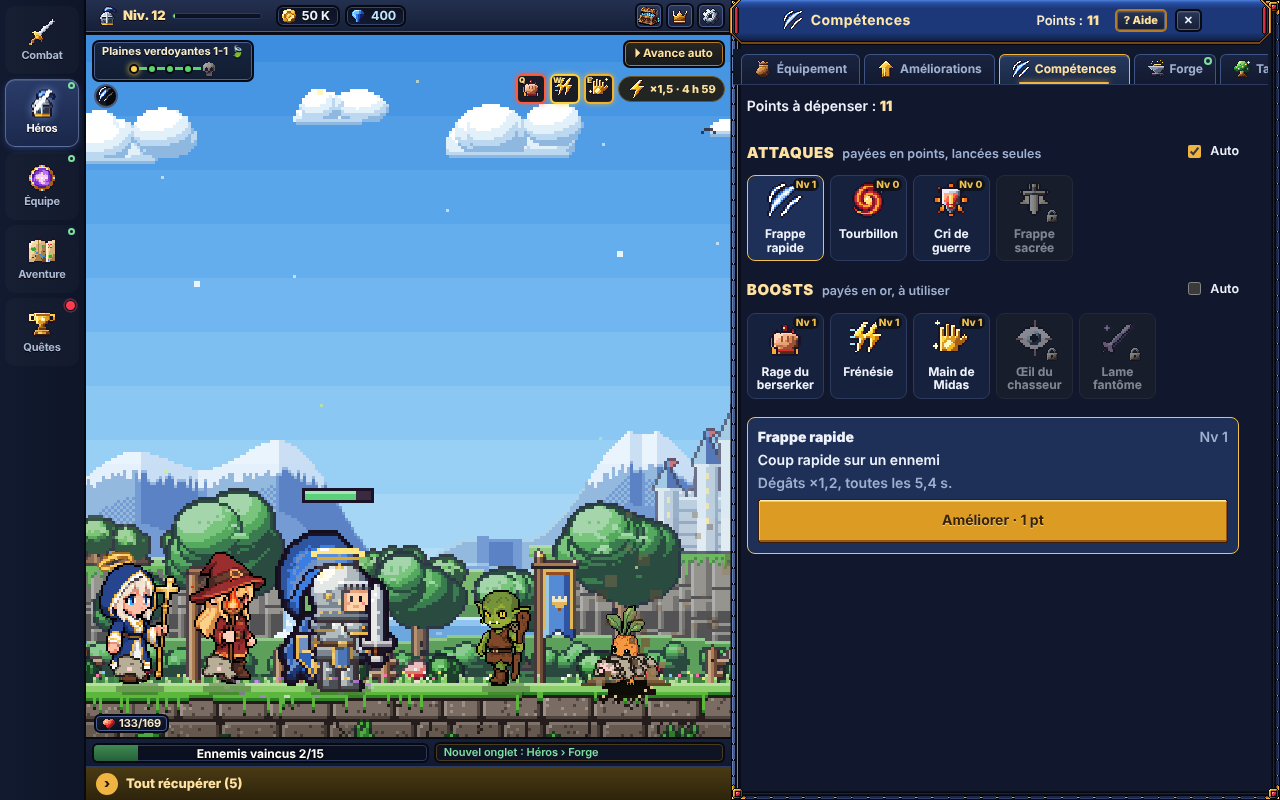 Combat
Héros
Équipe
Aventure
Quêtes
Niv. 12
50 K
400
Plaines verdoyantes 1-1
Avance auto
×1,5 · 4 h 59
133/169
Ennemis vaincus 2/15
Nouvel onglet : Héros › Forge
Tout récupérer (5)
Compétences
Points : 11
? Aide
×
Équipement
Améliorations
Compétences
Forge
Ta
Points à dépenser : 11
ATTAQUES payées en points, lancées seules
Auto
Nv 1
Nv 0
Nv 0
Frappe
rapide
Tourbillon
Cri de
guerre
Frappe
sacrée
BOOSTS payés en or, à utiliser
Auto
Nv 1
Nv 1
Nv 1
Rage du
berserker
Frénésie
Main de
Midas
Œil du
chasseur
Lame
fantôme
Frappe rapide
Nv 1
Coup rapide sur un ennemi
Dégâts ×1,2, toutes les 5,4 s.
Améliorer · 1 pt